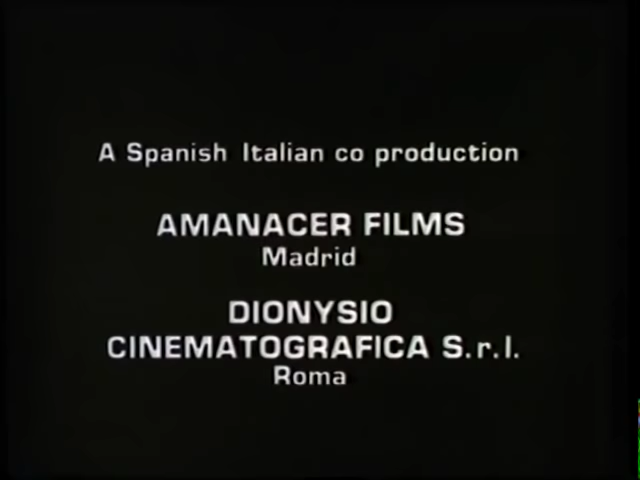 A Spanish Italian co production
AMANACER FILMS
Madrid
DIONYSIO
CINEMATOGRAFICA S.r.l.
Roma